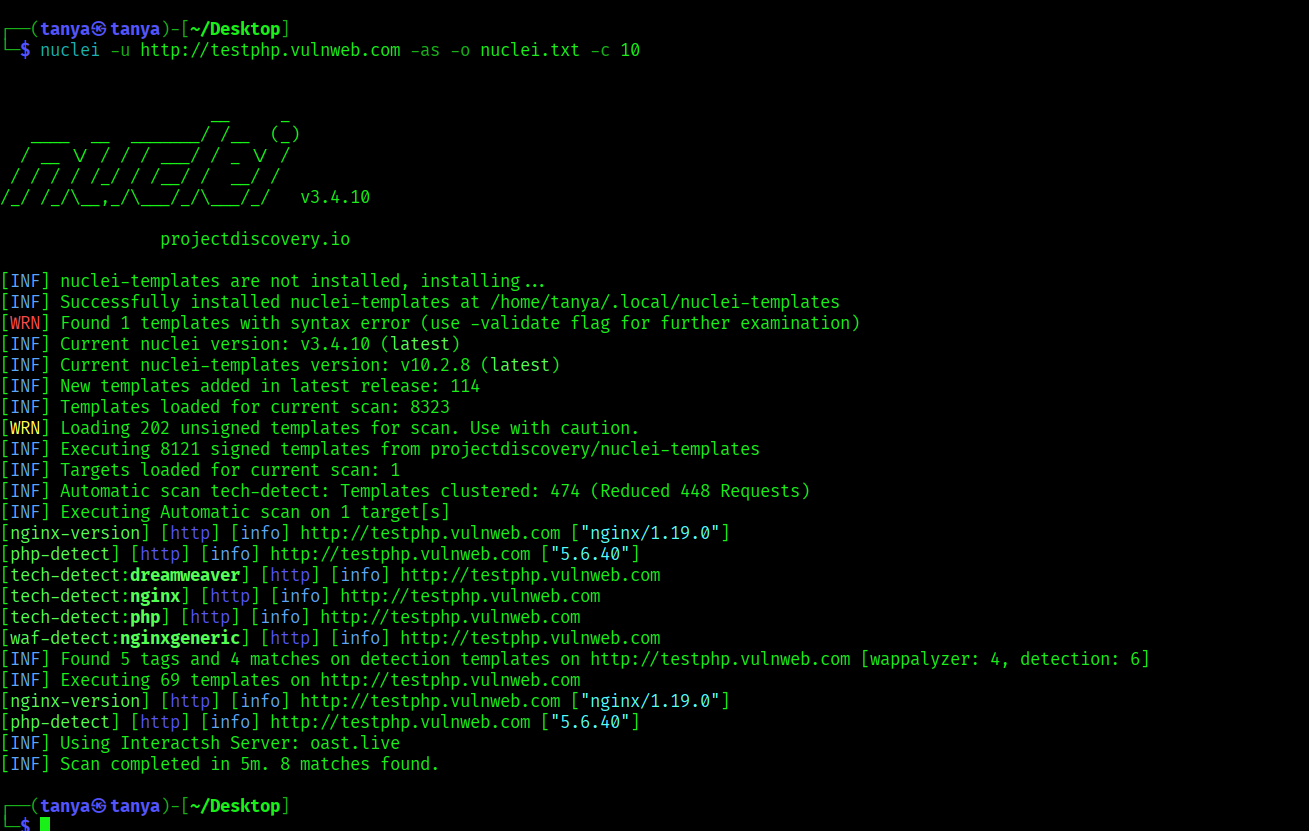 ┌──(tanya㉿tanya)-[~/Desktop]
└─$ nuclei -u http://testphp.vulnweb.com -as -o nuclei.txt -c 10
                     __     _
   ____  __  _______/ /__  (_)
  / __ \/ / / / ___/ / _ \/ /
 / / / / /_/ / /__/ /  __/ /
/_/ /_/\__,_/\___/_/\___/_/   v3.4.10
projectdiscovery.io
[INF] nuclei-templates are not installed, installing...
[INF] Successfully installed nuclei-templates at /home/tanya/.local/nuclei-templates
[WRN] Found 1 templates with syntax error (use -validate flag for further examination)
[INF] Current nuclei version: v3.4.10 (latest)
[INF] Current nuclei-templates version: v10.2.8 (latest)
[INF] New templates added in latest release: 114
[INF] Templates loaded for current scan: 8323
[WRN] Loading 202 unsigned templates for scan. Use with caution.
[INF] Executing 8121 signed templates from projectdiscovery/nuclei-templates
[INF] Targets loaded for current scan: 1
[INF] Automatic scan tech-detect: Templates clustered: 474 (Reduced 448 Requests)
[INF] Executing Automatic scan on 1 target[s]
[nginx-version] [http] [info] http://testphp.vulnweb.com ["nginx/1.19.0"]
[php-detect] [http] [info] http://testphp.vulnweb.com ["5.6.40"]
[tech-detect:dreamweaver] [http] [info] http://testphp.vulnweb.com
[tech-detect:nginx] [http] [info] http://testphp.vulnweb.com
[tech-detect:php] [http] [info] http://testphp.vulnweb.com
[waf-detect:nginxgeneric] [http] [info] http://testphp.vulnweb.com
[INF] Found 5 tags and 4 matches on detection templates on http://testphp.vulnweb.com [wappalyzer: 4, detection: 6]
[INF] Executing 69 templates on http://testphp.vulnweb.com
[nginx-version] [http] [info] http://testphp.vulnweb.com ["nginx/1.19.0"]
[php-detect] [http] [info] http://testphp.vulnweb.com ["5.6.40"]
[INF] Using Interactsh Server: oast.live
[INF] Scan completed in 5m. 8 matches found.
┌──(tanya㉿tanya)-[~/Desktop]
└─$